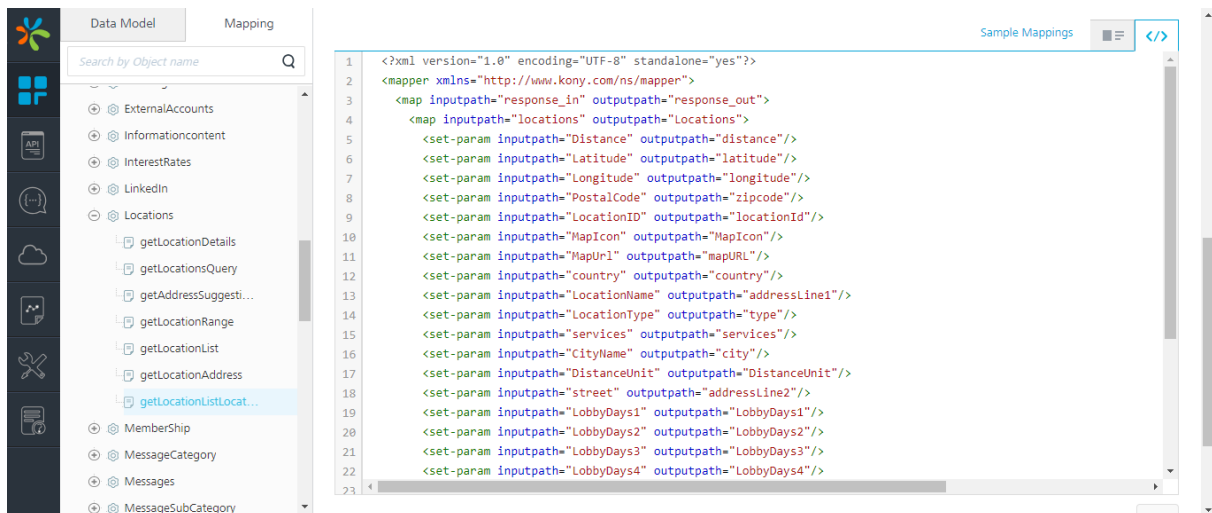 Data Model
Mapping
Search by Object name
ExternalAccounts
Informationcontent
InterestRates
LinkedIn
Locations
getLocationDetails
getLocationsQuery
getAddressSuggesti...
getLocationRange
getLocationList
getLocationAddress
getLocationListLocat...
MemberShip
MessageCategory
Messages
MessageSubCategory
API
Sample Mappings
</>
1 <?xml version="1.0" encoding="UTF-8" standalone="yes"?>
2 <mapper xmlns="http://www.kony.com/ns/mapper">
3 <map inputpath="response_in" outputpath="response_out">
4 <map inputpath="locations" outputpath="Locations">
5 <set-param inputpath="Distance" outputpath="distance"/>
6 <set-param inputpath="Latitude" outputpath="latitude"/>
7 <set-param inputpath="Longitude" outputpath="longitude"/>
8 <set-param inputpath="PostalCode" outputpath="zipcode"/>
9 <set-param inputpath="LocationID" outputpath="locationId"/>
10 <set-param inputpath="MapIcon" outputpath="MapIcon"/>
11 <set-param inputpath="MapUrl" outputpath="mapURL"/>
12 <set-param inputpath="country" outputpath="country"/>
13 <set-param inputpath="LocationName" outputpath="addressLine1"/>
14 <set-param inputpath="LocationType" outputpath="type"/>
15 <set-param inputpath="services" outputpath="services"/>
16 <set-param inputpath="CityName" outputpath="city"/>
17 <set-param inputpath="DistanceUnit" outputpath="DistanceUnit"/>
18 <set-param inputpath="street" outputpath="addressLine2"/>
19 <set-param inputpath="LobbyDays1" outputpath="LobbyDays1"/>
20 <set-param inputpath="LobbyDays2" outputpath="LobbyDays2"/>
21 <set-param inputpath="LobbyDays3" outputpath="LobbyDays3"/>
22 <set-param inputpath="LobbyDays4" outputpath="LobbyDays4"/>
23